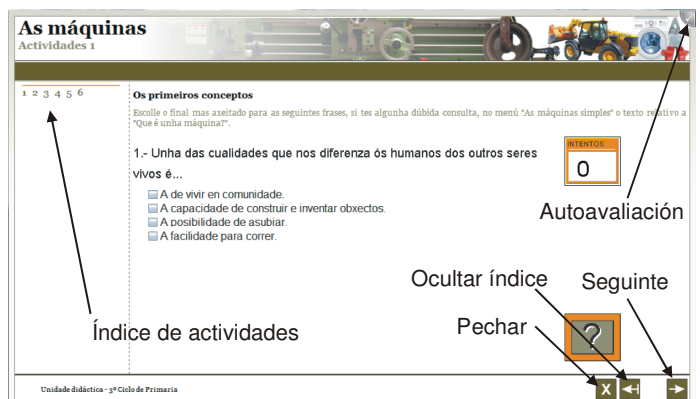 As máquinas
Actividades 1
1 2 3 4 5 6
Os primeiros conceptos
Escolle o final mas axeitado para as seguintes frases, si tes algunha dúbida consulta, no menú "As máquinas simples" o texto relativo a
"Que é unha máquina?".
1.- Unha das cualidades que nos diferenza ós humanos dos outros seres
vivos é...
A de vivir en comunidade.
A capacidade de construir e inventar obxectos.
A posibilidade de asubiar.
A facilidade para correr.
INTENTOS
0
Autoavaliación
Ocultar índice
Seguinte
Índice de actividades
Pechar
?
Unidade didáctica - 3º Ciclo de Primaria
X